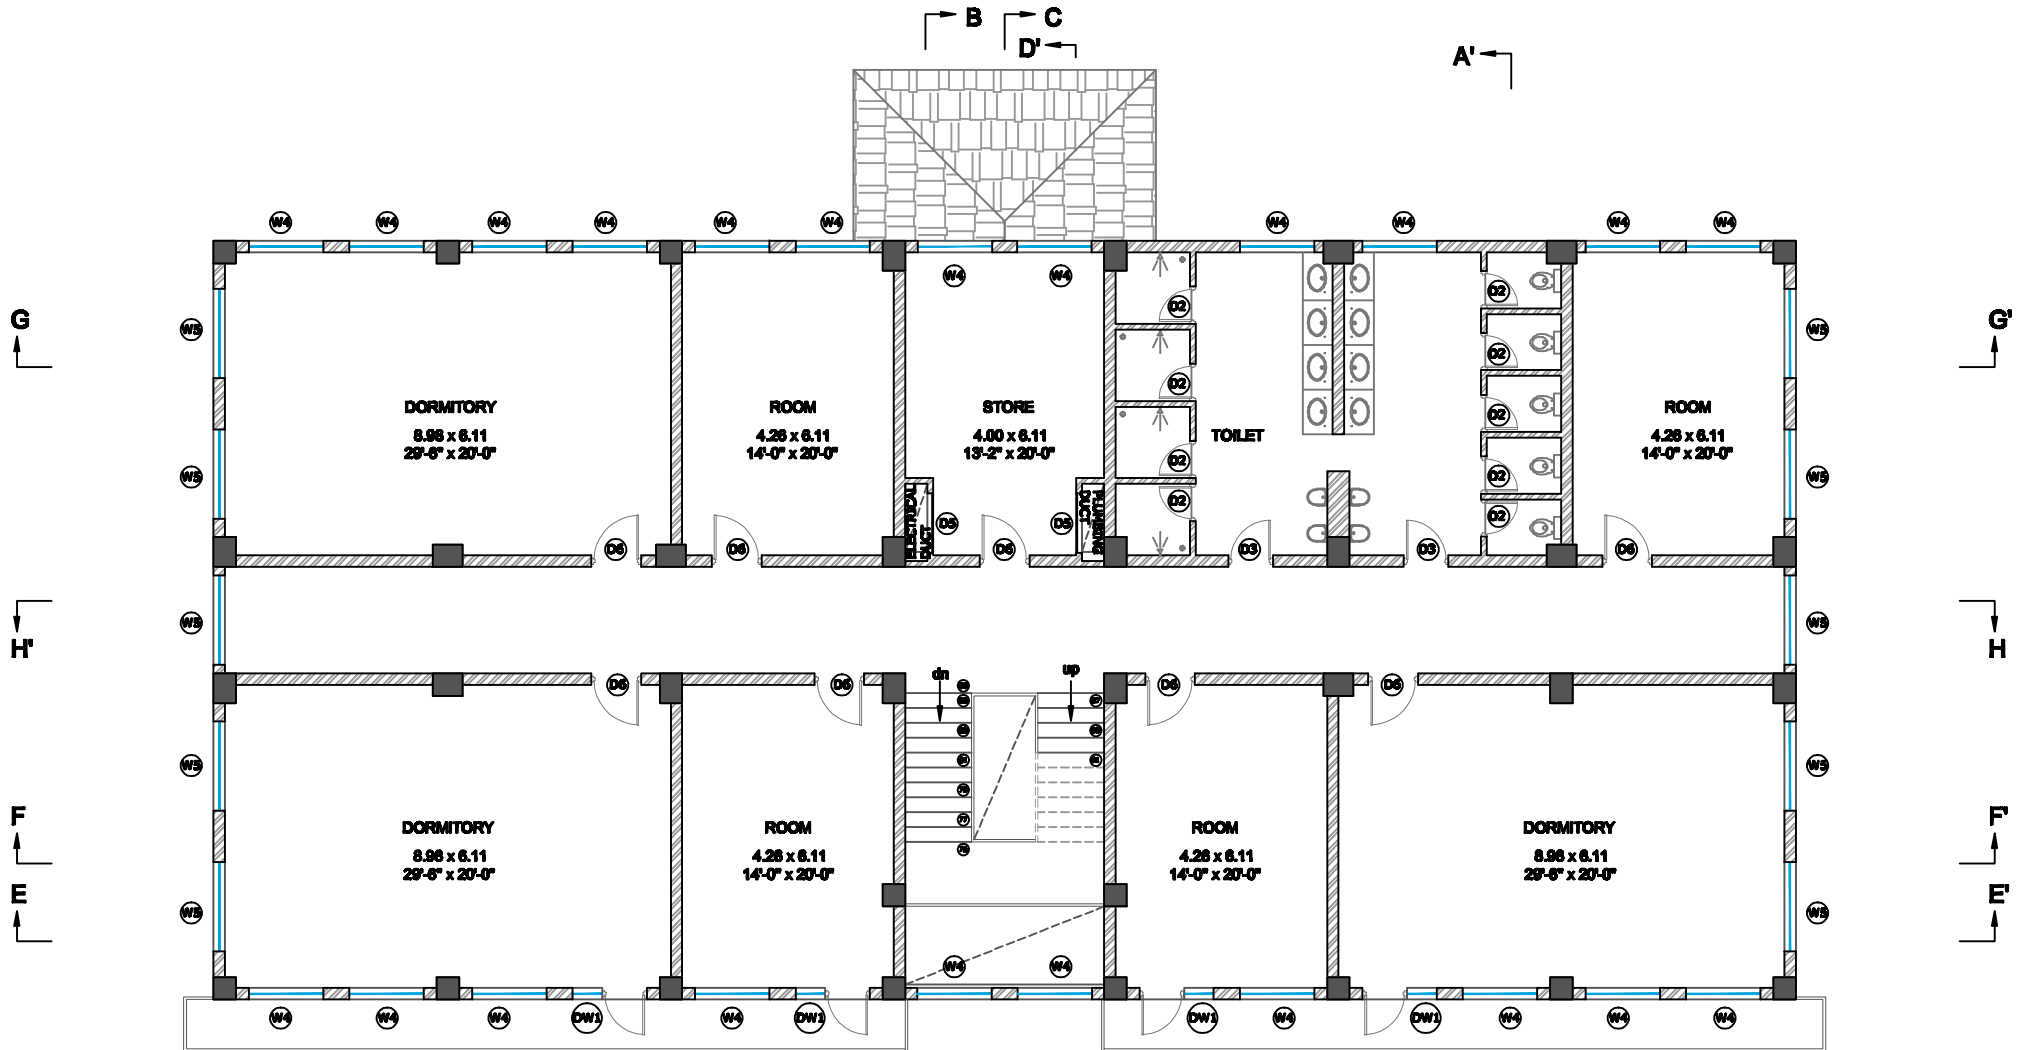 B
C
D'
A'
W4
W4
W4
W4
W4
W4
W4
W4
W4
W4
W4
W4
D2
G
W5
W5
G'
D2
D2
D2
DORMITORY
8.98 x 6.11
29'-6" x 20'-0"
ROOM
4.26 x 6.11
14'-0" x 20'-0"
STORE
4.00 x 6.11
13'-2" x 20'-0"
TOILET
D2
D2
D2
ROOM
4.26 x 6.11
14'-0" x 20'-0"
W5
W5
D2
D2
ELECTRICITY
DUCT
D5
D5
PLUMBING
DUCT
D2
D6
D6
D6
D3
D3
D6
H'
W5
W5
H
D6
D6
dn
up
D6
D6
W5
W5
77
76
F
DORMITORY
8.98 x 6.11
29'-6" x 20'-0"
ROOM
4.26 x 6.11
14'-0" x 20'-0"
ROOM
4.26 x 6.11
14'-0" x 20'-0"
DORMITORY
8.98 x 6.11
29'-6" x 20'-0"
F'
E
W5
W5
E'
W4
W4
W4
W4
W4
DW1
W4
DW1
DW1
W4
DW1
W4
W4
W4